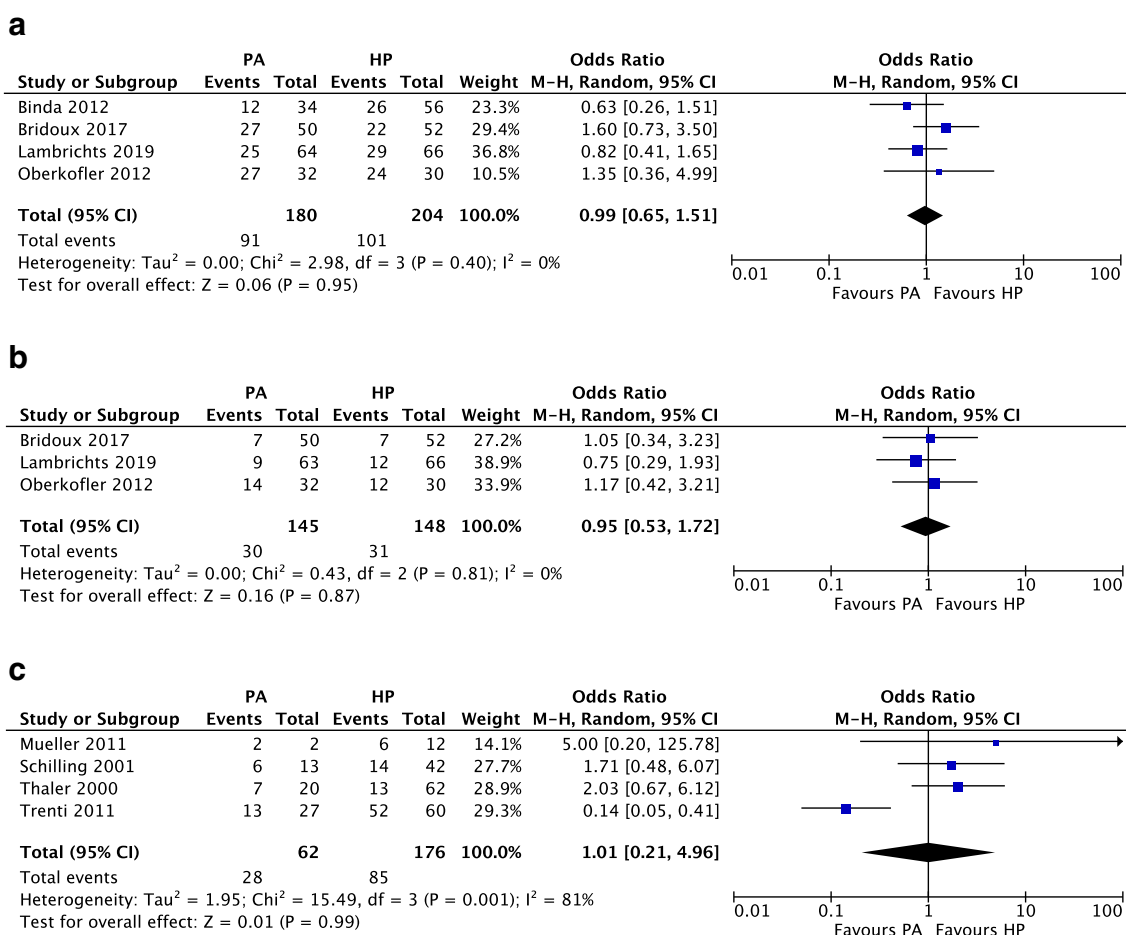 a
PA HP Odds Ratio Odds Ratio
Study or Subgroup Events Total Events Total Weight M-H, Random, 95% CI M-H, Random, 95% CI
Binda 2012 12 34 26 56 23.3% 0.63 [0.26, 1.51]
Bridoux 2017 27 50 22 52 29.4% 1.60 [0.73, 3.50]
Lambrichts 2019 25 64 29 66 36.8% 0.82 [0.41, 1.65]
Oberkofler 2012 27 32 24 30 10.5% 1.35 [0.36, 4.99]
Total (95% CI) 180 204 100.0% 0.99 [0.65, 1.51]
Total events 91 101
Heterogeneity: Tau² = 0.00; Chi² = 2.98, df = 3 (P = 0.40); I² = 0%
Test for overall effect: Z = 0.06 (P = 0.95)
0.01 0.1 1 10 100
Favours PA Favours HP
b
PA HP Odds Ratio Odds Ratio
Study or Subgroup Events Total Events Total Weight M-H, Random, 95% CI M-H, Random, 95% CI
Bridoux 2017 7 50 7 52 27.2% 1.05 [0.34, 3.23]
Lambrichts 2019 9 63 12 66 38.9% 0.75 [0.29, 1.93]
Oberkofler 2012 14 32 12 30 33.9% 1.17 [0.42, 3.21]
Total (95% CI) 145 148 100.0% 0.95 [0.53, 1.72]
Total events 30 31
Heterogeneity: Tau² = 0.00; Chi² = 0.43, df = 2 (P = 0.81); I² = 0%
Test for overall effect: Z = 0.16 (P = 0.87)
0.01 0.1 1 10 100
Favours PA Favours HP
c
PA HP Odds Ratio Odds Ratio
Study or Subgroup Events Total Events Total Weight M-H, Random, 95% CI M-H, Random, 95% CI
Mueller 2011 2 2 6 12 14.1% 5.00 [0.20, 125.78]
Schilling 2001 6 13 14 42 27.7% 1.71 [0.48, 6.07]
Thaler 2000 7 20 13 62 28.9% 2.03 [0.67, 6.12]
Trenti 2011 13 27 52 60 29.3% 0.14 [0.05, 0.41]
Total (95% CI) 62 176 100.0% 1.01 [0.21, 4.96]
Total events 28 85
Heterogeneity: Tau² = 1.95; Chi² = 15.49, df = 3 (P = 0.001); I² = 81%
Test for overall effect: Z = 0.01 (P = 0.99)
0.01 0.1 1 10 100
Favours PA Favours HP